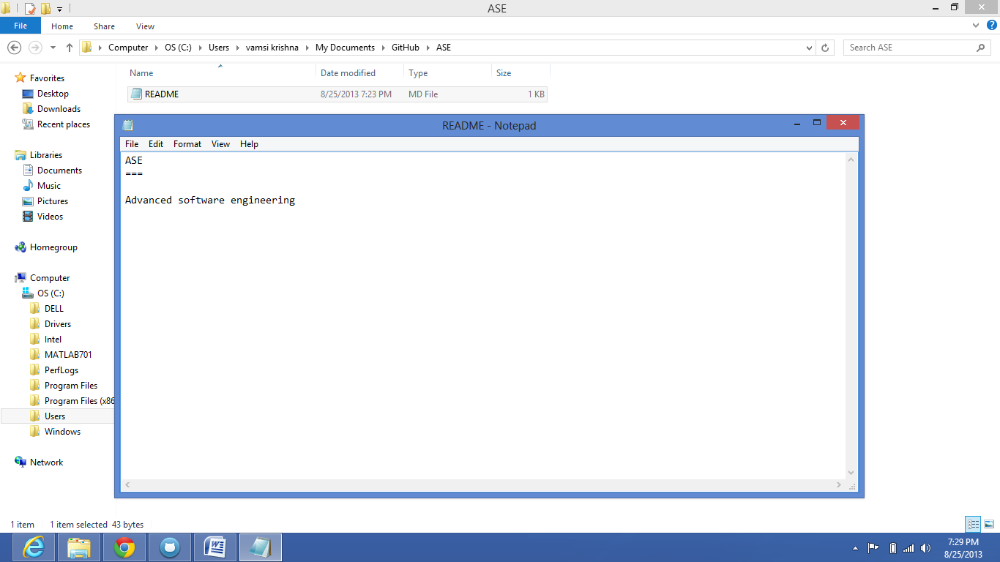 ASE
File Home Share View
Computer OS (C:) Users vamsi krishna My Documents GitHub ASE
Search ASE
Name Date modified Type Size
README 8/25/2013 7:23 PM MD File 1 KB
Favorites
Desktop
Downloads
Recent places
Libraries
Documents
Music
Pictures
Videos
Homegroup
Computer
OS (C:)
DELL
Drivers
Intel
MATLAB701
PerfLogs
Program Files
Program Files (x86
Users
Windows
Network
README - Notepad
File Edit Format View Help
ASE
===
Advanced software engineering
1 item 1 item selected 43 bytes
7:29 PM
8/25/2013